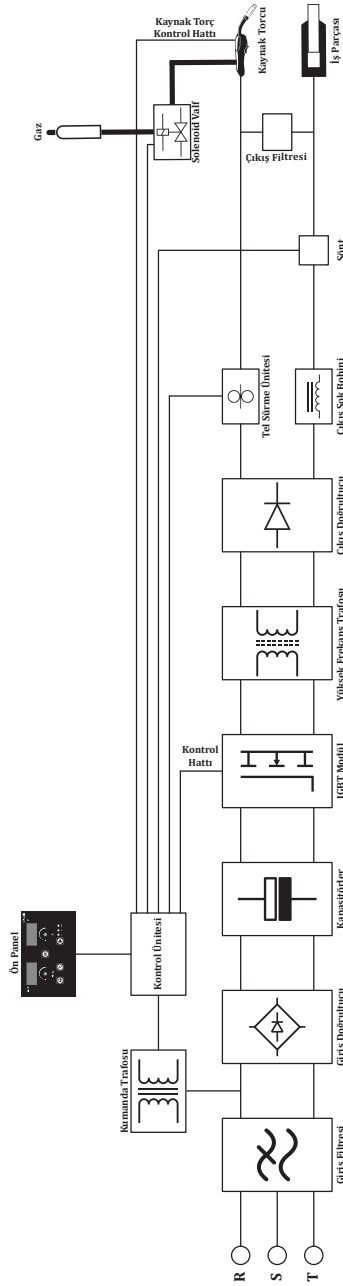 Gaz
Kaynak Torç
Kontrol Hattı
Solenoid Valf
Kaynak Torcu
İş Parçası
Çıkış Filtresi
Şönt
Tel Sürme Ünitesi
Çıkış Şok Bobini
Çıkış Doğrultucu
Yüksek Frekans Trafosu
Kontrol
Hattı
IGBT Modül
Kapasitörler
Ön Panel
Kontrol Ünitesi
Kumanda Trafosu
Giriş Doğrultucu
Giriş Filtresi
R
S
T